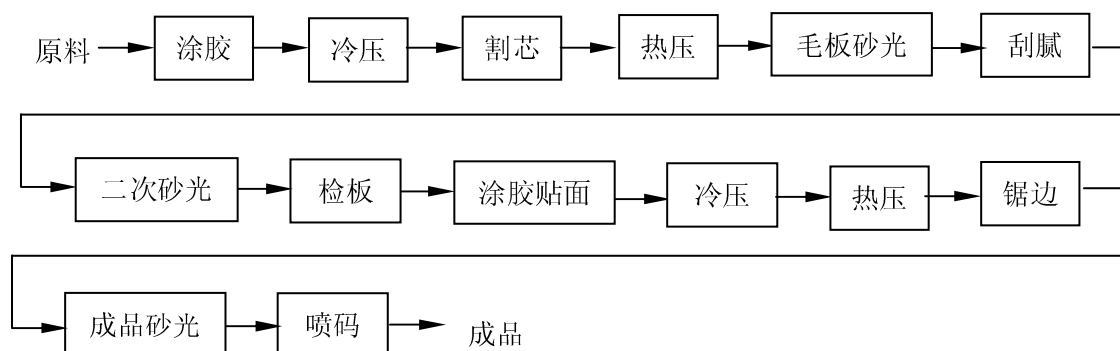 原料 涂胶 冷压 割芯 热压 毛板砂光 刮腻
二次砂光 检板 涂胶贴面 冷压 热压 锯边
成品砂光 喷码 成品